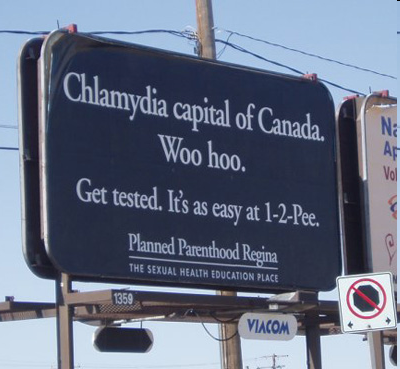 Chlamydia capital of Canada.
Woo hoo.
Get tested. It's as easy at 1-2-Pee.
Planned Parenthood Regina
THE SEXUAL HEALTH EDUCATION PLACE
1359
VIACOM